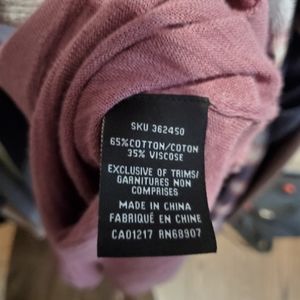 SKU 362450
65%COTTON/COTON
35% VISCOSE
EXCLUSIVE OF TRIMS/
GARNITURES NON
COMPRISES
MADE IN CHINA
FABRIQUÉ EN CHINE
CA01217 RN68907